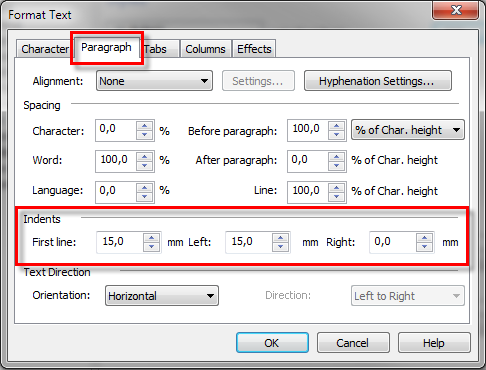 Format Text
Character Paragraph Tabs Columns Effects
Alignment: None Settings... Hyphenation Settings...
Spacing
Character: 0,0 % Before paragraph: 100,0 % of Char. height
Word: 100,0 % After paragraph: 0,0 % of Char. height
Language: 0,0 % Line: 100,0 % of Char. height
Indents
First line: 15,0 mm Left: 15,0 mm Right: 0,0 mm
Text Direction
Orientation: Horizontal Direction: Left to Right
OK Cancel Help